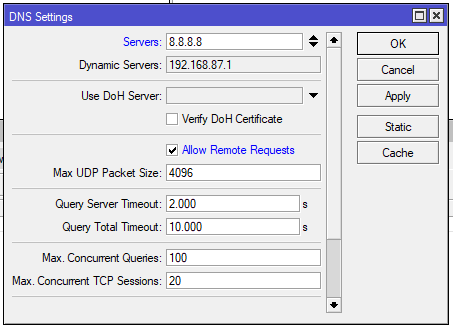 DNS Settings
Servers: 8.8.8.8
OK
Dynamic Servers: 192.168.87.1
Cancel
Use DoH Server:
Apply
Verify DoH Certificate
Static
Allow Remote Requests
Cache
Max UDP Packet Size: 4096
Query Server Timeout: 2.000 s
Query Total Timeout: 10.000 s
Max. Concurrent Queries: 100
Max. Concurrent TCP Sessions: 20